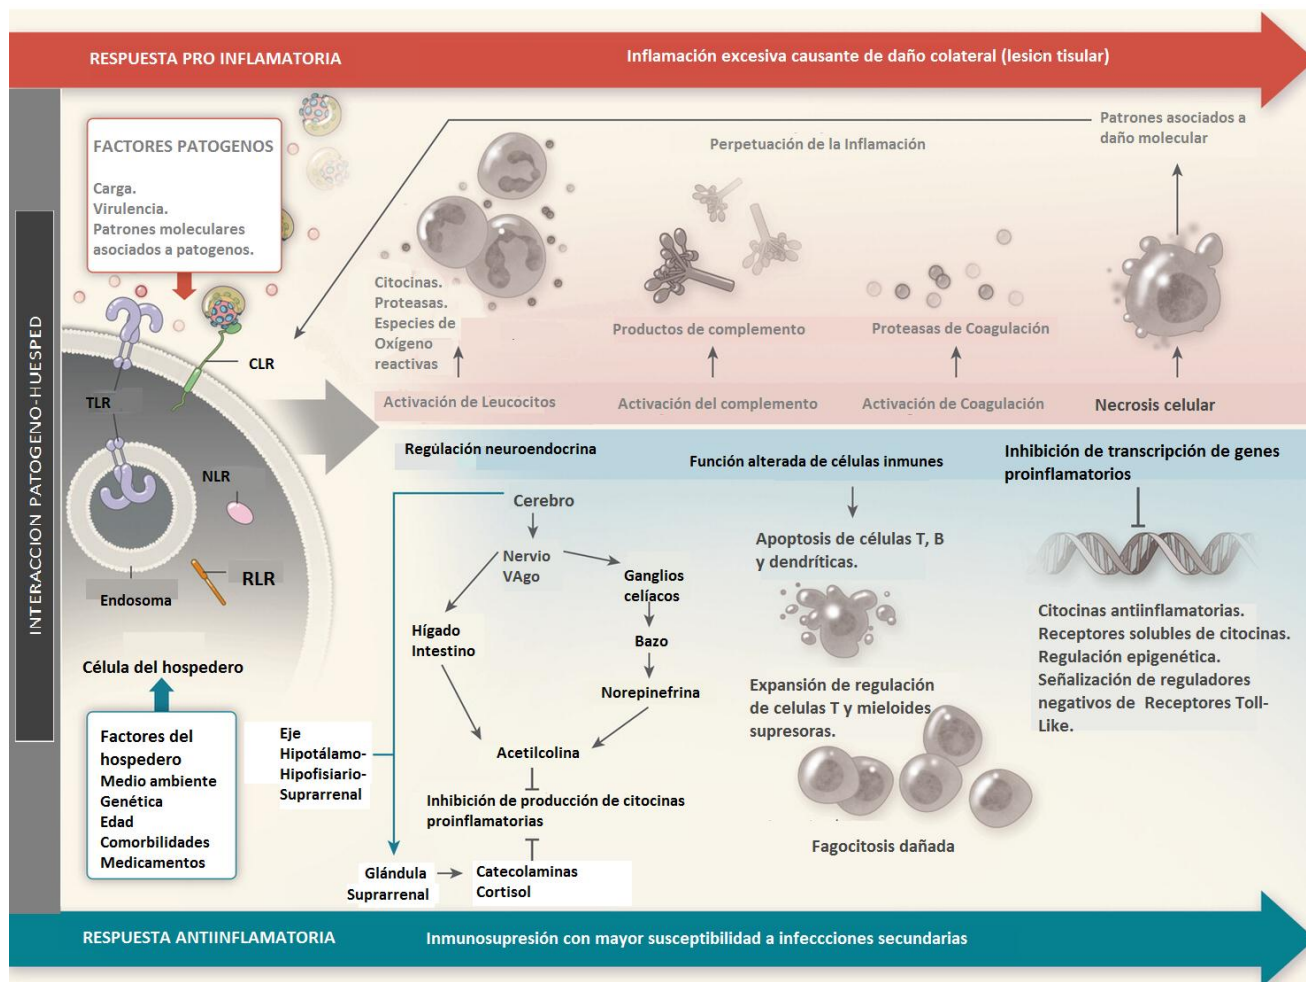 RESPUESTA PRO INFLAMATORIA
Inflamación excesiva causante de daño colateral (lesión tisular)
INTERACCION PATOGENO-HUESPED
FACTORES PATOGENOS
Carga.
Virulencia.
Patrones moleculares
asociados a patogenos.
Patrones asociados a
daño molecular
Perpetuación de la Inflamación
Citocinas.
Proteasas.
Especies de
Oxígeno
reactivas
Productos de complemento
Proteasas de Coagulación
CLR
TLR
NLR
RLR
Endosoma
Célula del hospedero
Activación de Leucocitos
Activación del complemento
Activación de Coagulación
Necrosis celular
Regulación neuroendocrina
Función alterada de células inmunes
Inhibición de transcripción de genes
proinflamatorios
Cerebro
Nervio
VAgo
Ganglios
celíacos
Hígado
Intestino
Bazo
Norepinefrina
Acetilcolina
Inhibición de producción de citocinas
proinflamatorias
Eje
Hipotálamo-
Hipofisiario-
Suprarrenal
Glándula
Suprarrenal
Catecolaminas
Cortisol
Apoptosis de células T, B
y dendríticas.
Expansión de regulación
de celulas T y mieloides
supresoras.
Fagocitosis dañada
Citocinas antiinflamatorias.
Receptores solubles de citocinas.
Regulación epigenética.
Señalización de reguladores
negativos de Receptores Toll-
Like.
Factores del
hospedero
Medio ambiente
Genética
Edad
Comorbilidades
Medicamentos
RESPUESTA ANTIINFLAMATORIA
Inmunosupresión con mayor susceptibilidad a infeccciones secundarias